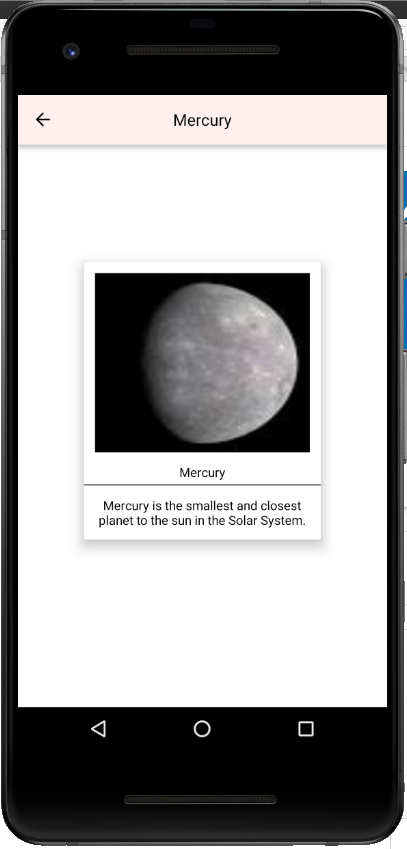 Mercury
Mercury
Mercury is the smallest and closest
planet to the sun in the Solar System.